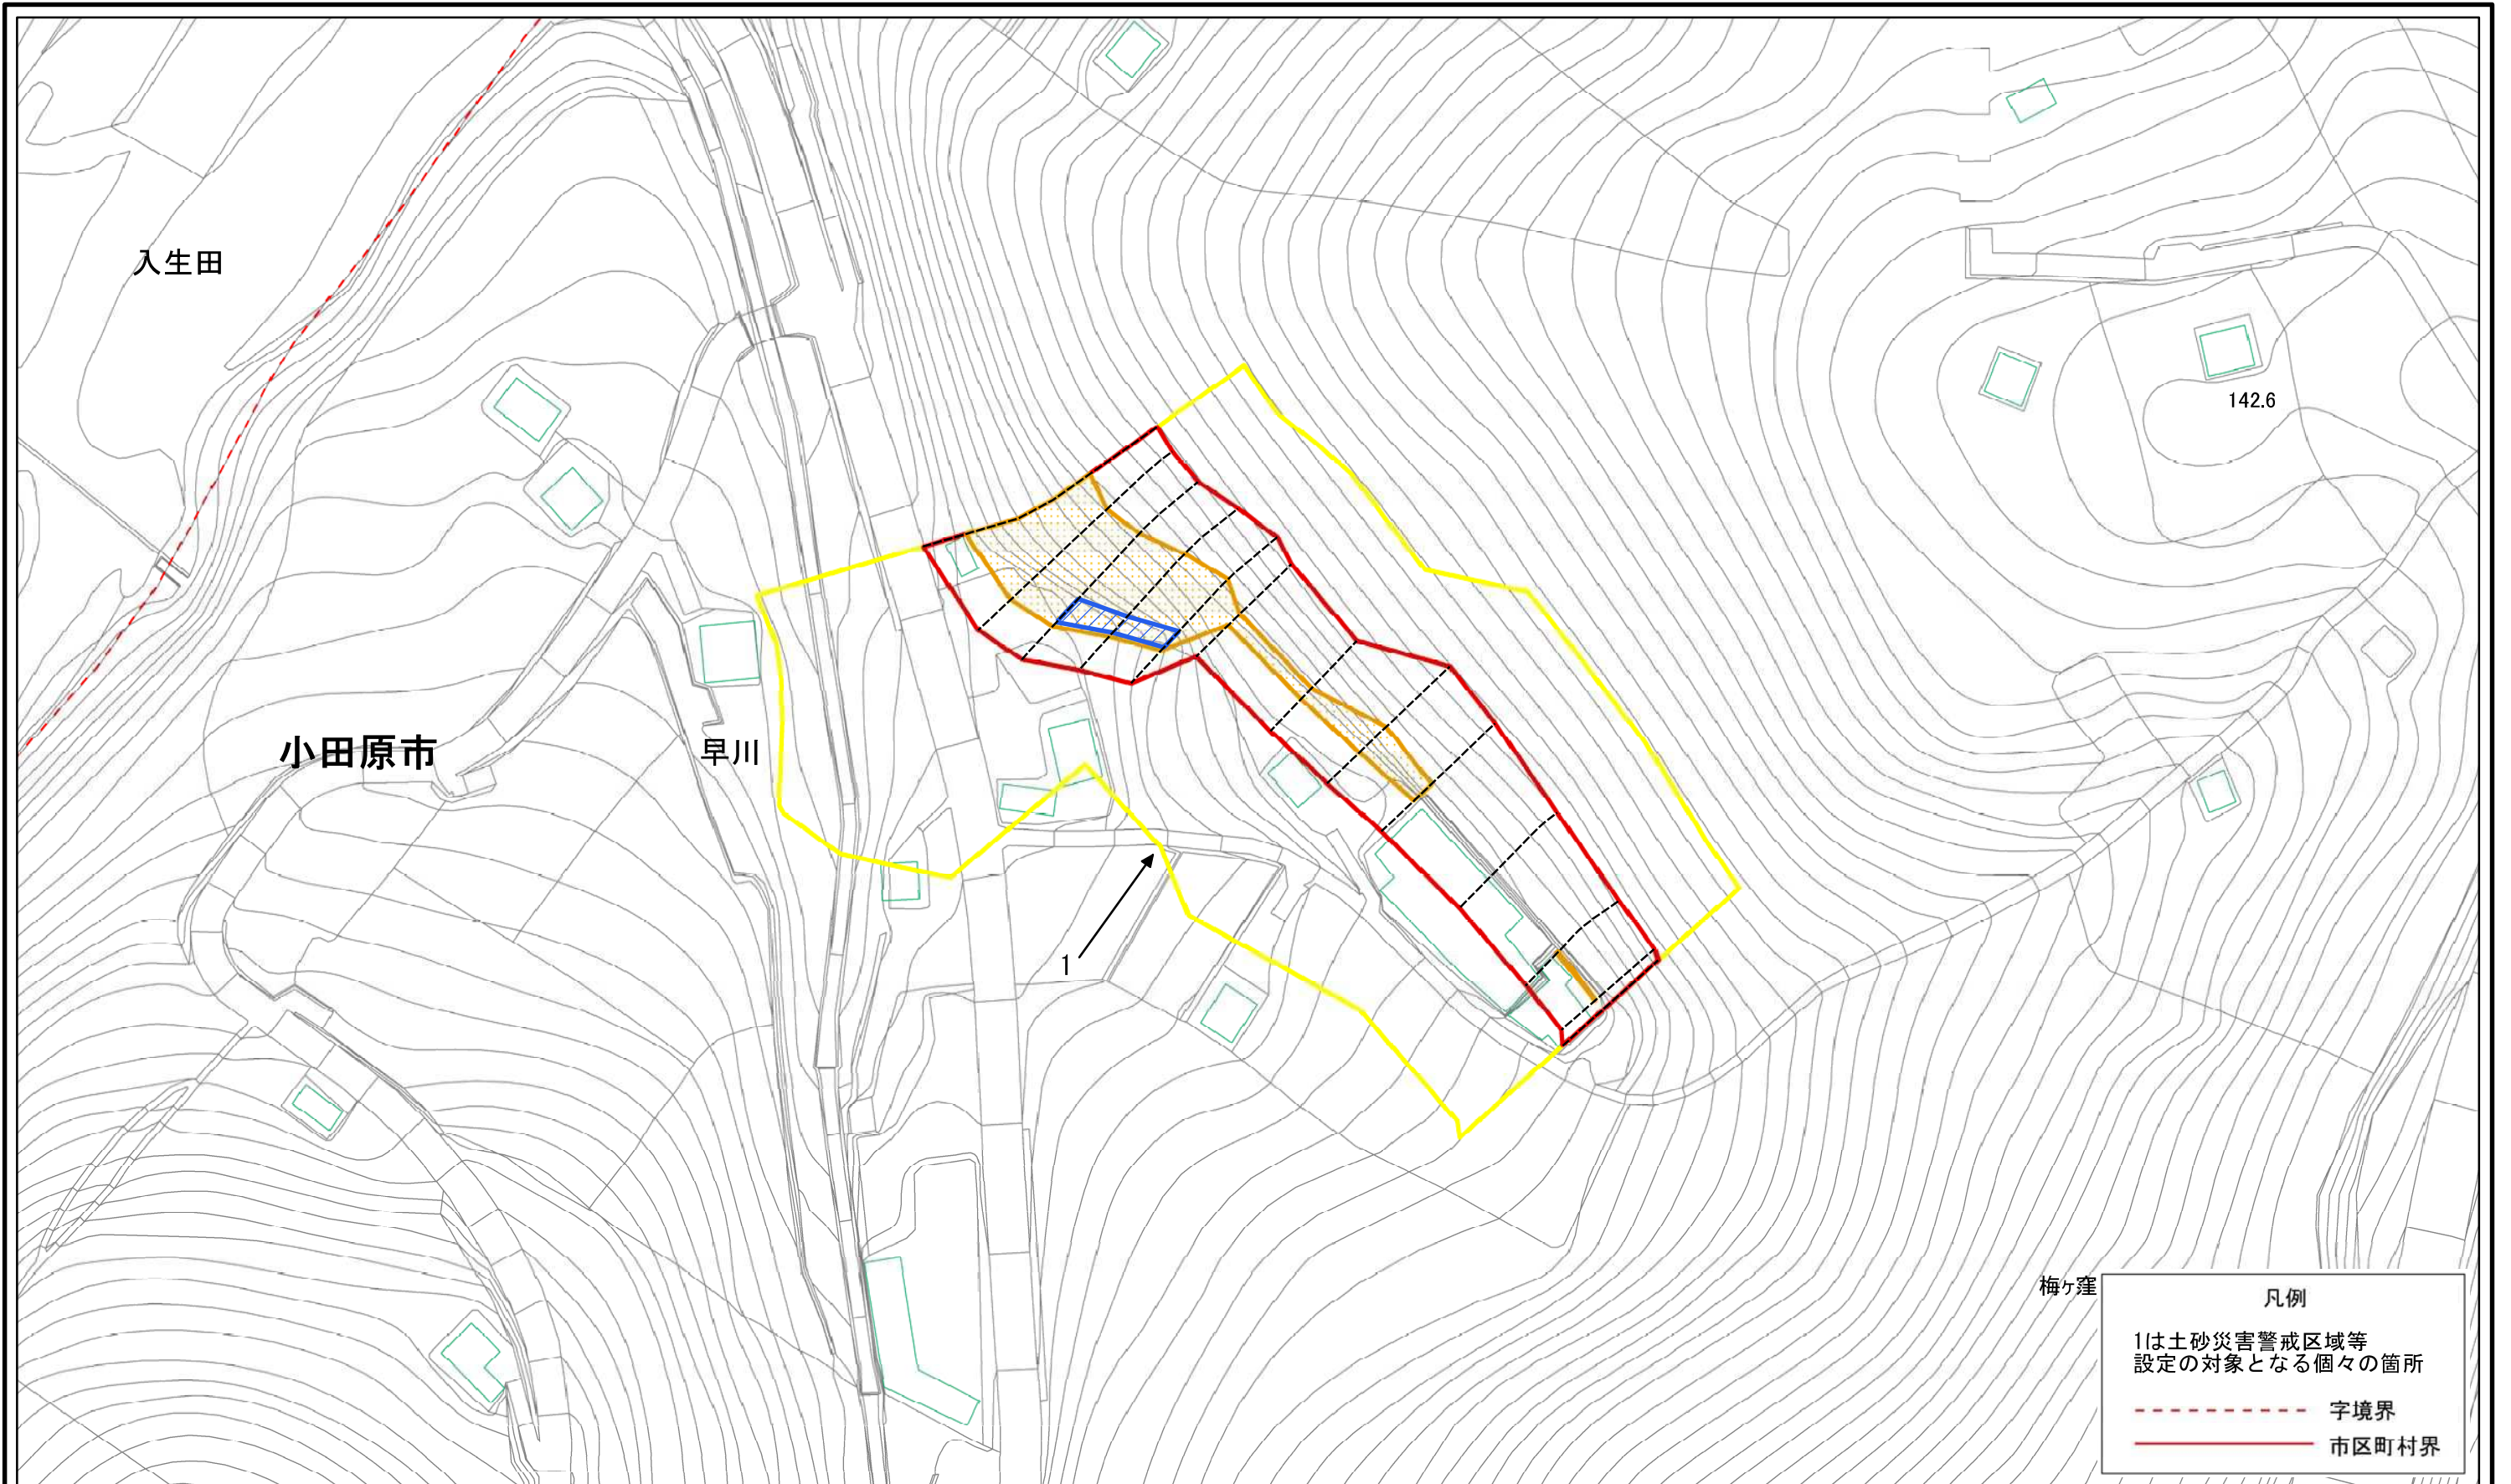 入生田
142.6
小田原市
早川
1
梅ヶ窪
凡例
1は土砂災害警戒区域等
設定の対象となる個々の箇所
字境界
市区町村界